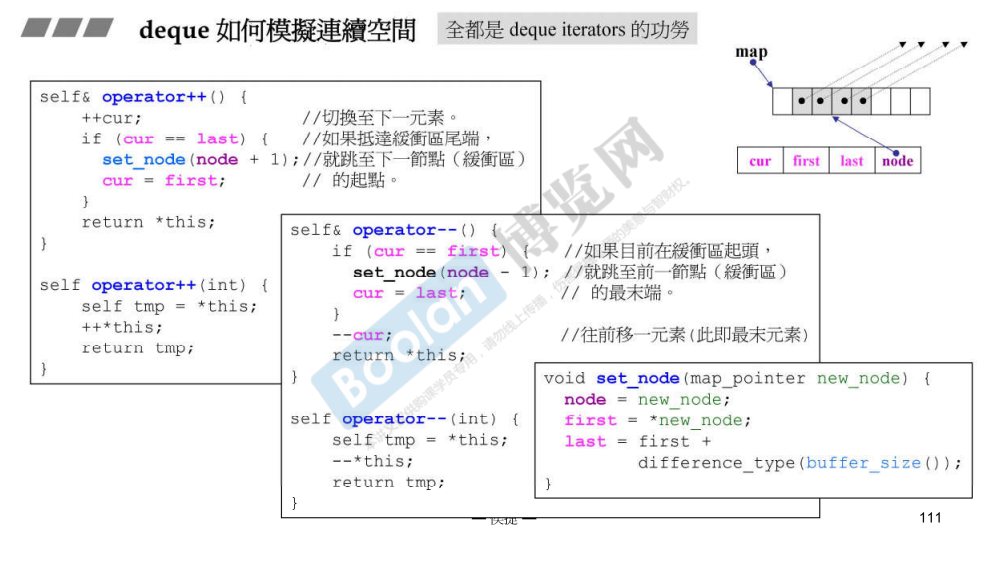 deque 如何模擬連續空間
全都是 deque iterators 的功勞
map
cur first last node
self& operator++() {
++cur; //切換至下一元素。
if (cur == last) { //如果抵達緩衝區尾端，
set_node(node + 1);//就跳至下一節點（緩衝區）
cur = first; // 的起點。
}
return *this;
}
self operator++(int) {
self tmp = *this;
++*this;
return tmp;
}
self& operator--() {
if (cur == first) { //如果目前在緩衝區起頭，
set_node(node - 1); //就跳至前一節點（緩衝區）
cur = last; // 的最末端。
}
--cur; //往前移一元素(此即最末元素)
return *this;
}
self operator--(int) {
self tmp = *this;
--*this;
return tmp;
}
void set_node(map_pointer new_node) {
node = new_node;
first = *new_node;
last = first +
difference_type(buffer_size());
}
Boolan 博览网
111